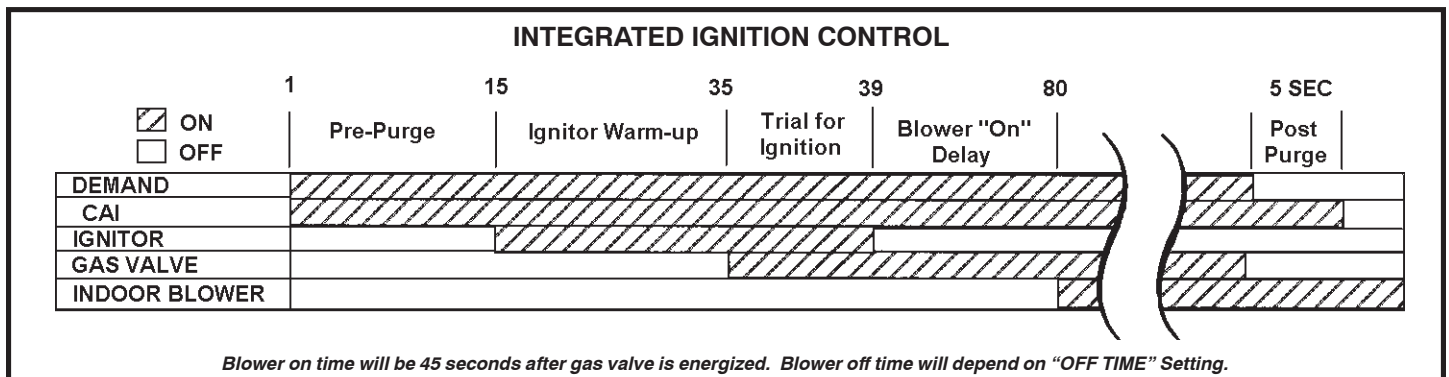 INTEGRATED IGNITION CONTROL
1 15 35 39 80 5 SEC
ON
OFF
Pre-Purge
Ignitor Warm-up
Trial for
Ignition
Blower "On"
Delay
Post
Purge
DEMAND
CAI
IGNITOR
GAS VALVE
INDOOR BLOWER
Blower on time will be 45 seconds after gas valve is energized. Blower off time will depend on “OFF TIME” Setting.